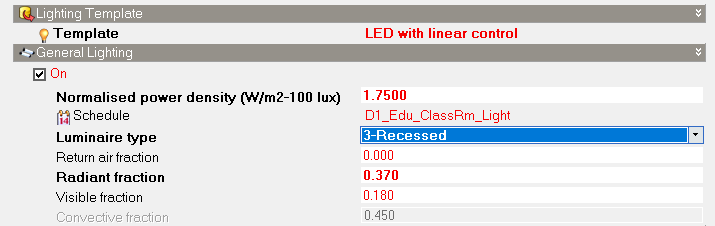 Lighting Template
Template LED with linear control
General Lighting
On
Normalised power density (W/m2-100 lux) 1.7500
14 Schedule D1_Edu_ClassRm_Light
Luminaire type 3-Recessed
Return air fraction 0.000
Radiant fraction 0.370
Visible fraction 0.180
Convective fraction 0.450